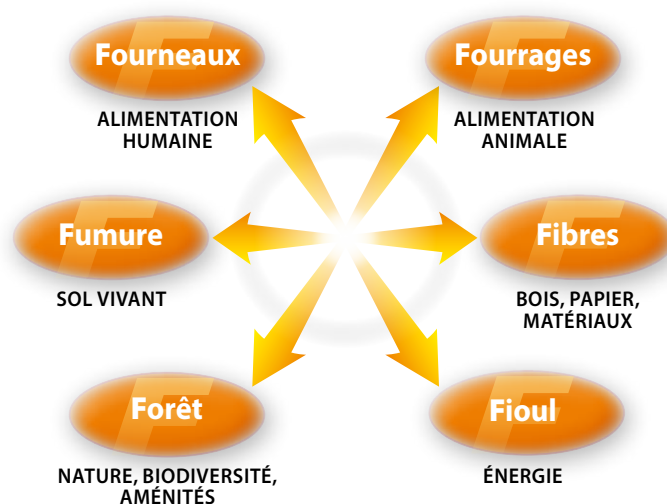 Fourneaux
ALIMENTATION
HUMAINE
Fourrages
ALIMENTATION
ANIMALE
Fumure
SOL VIVANT
Fibres
BOIS, PAPIER,
MATÉRIAUX
Forêt
NATURE, BIODIVERSITÉ,
AMÉNITÉS
Fioul
ÉNERGIE